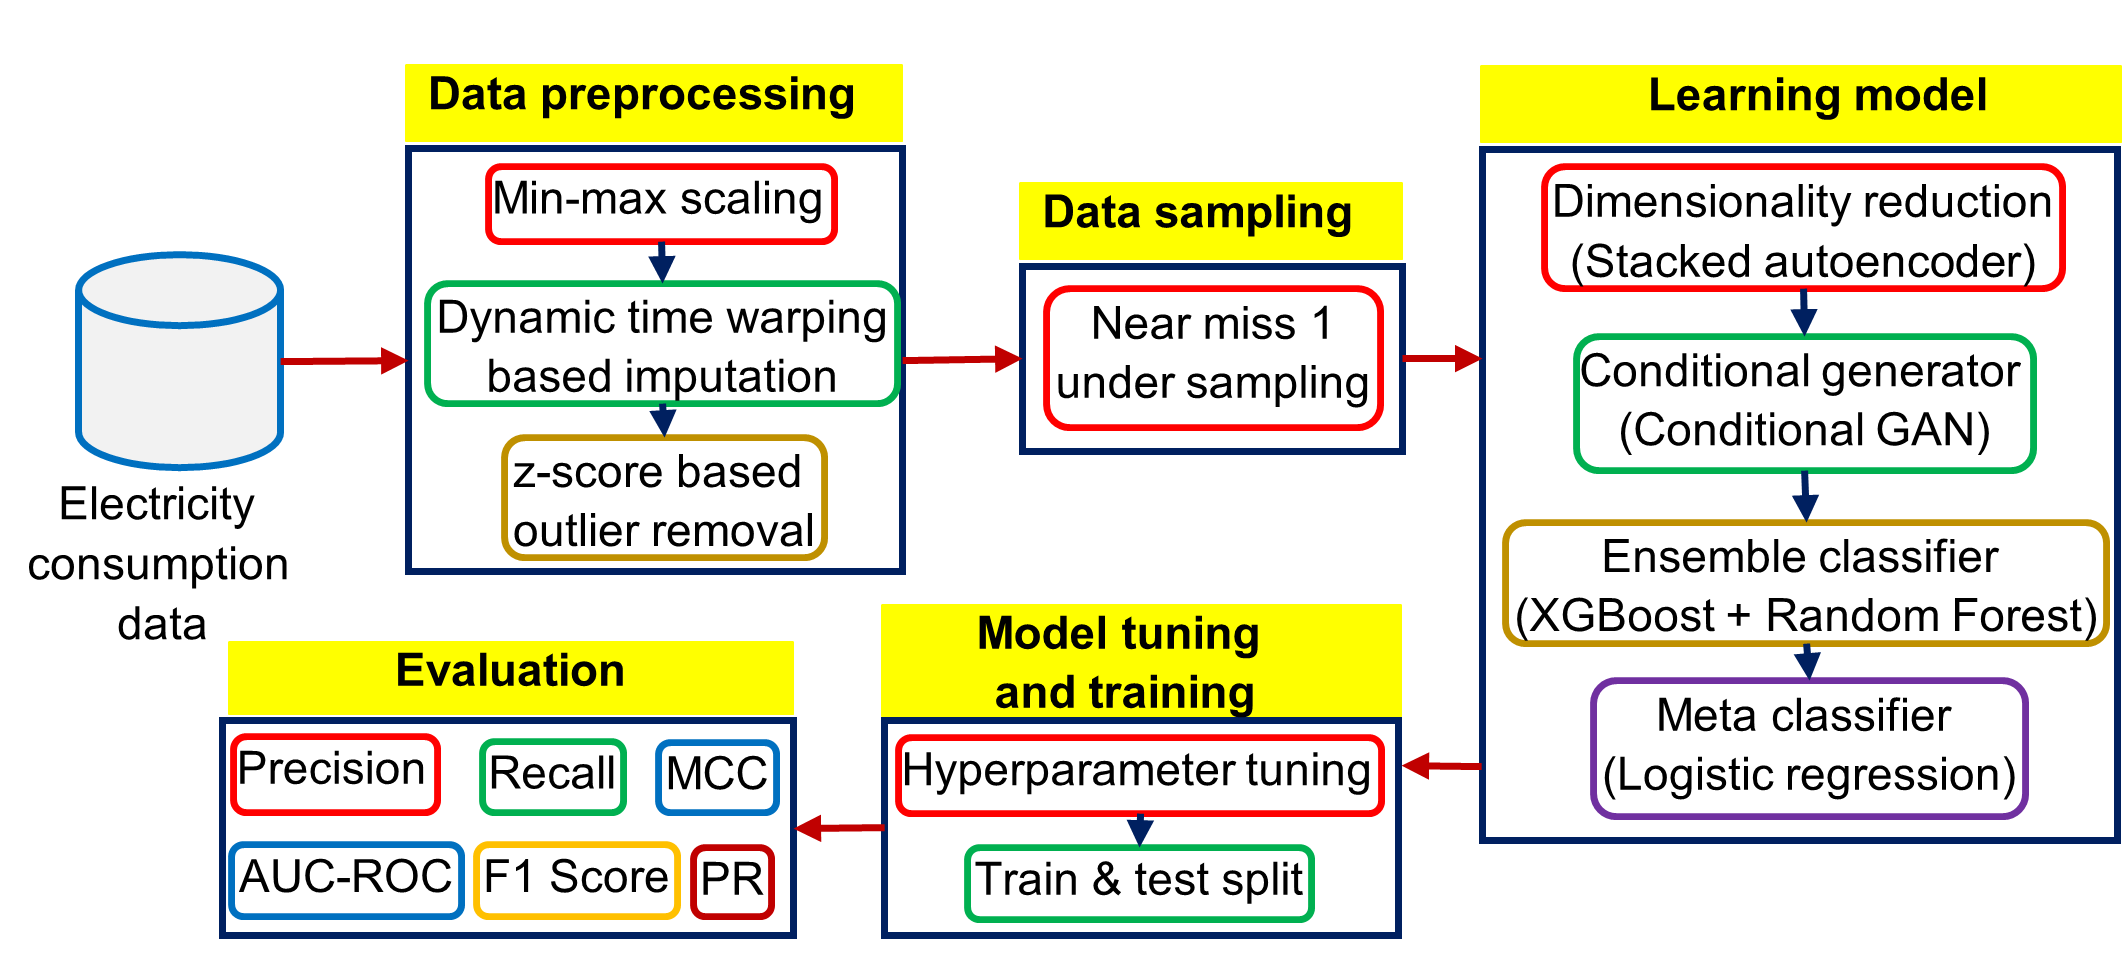 Electricity
consumption
data
Data preprocessing
Min-max scaling
Dynamic time warping
based imputation
z-score based
outlier removal
Data sampling
Near miss 1
under sampling
Learning model
Dimensionality reduction
(Stacked autoencoder)
Conditional generator
(Conditional GAN)
Ensemble classifier
(XGBoost + Random Forest)
Meta classifier
(Logistic regression)
Model tuning
and training
Hyperparameter tuning
Train & test split
Evaluation
Precision
Recall
MCC
AUC-ROC
F1 Score
PR